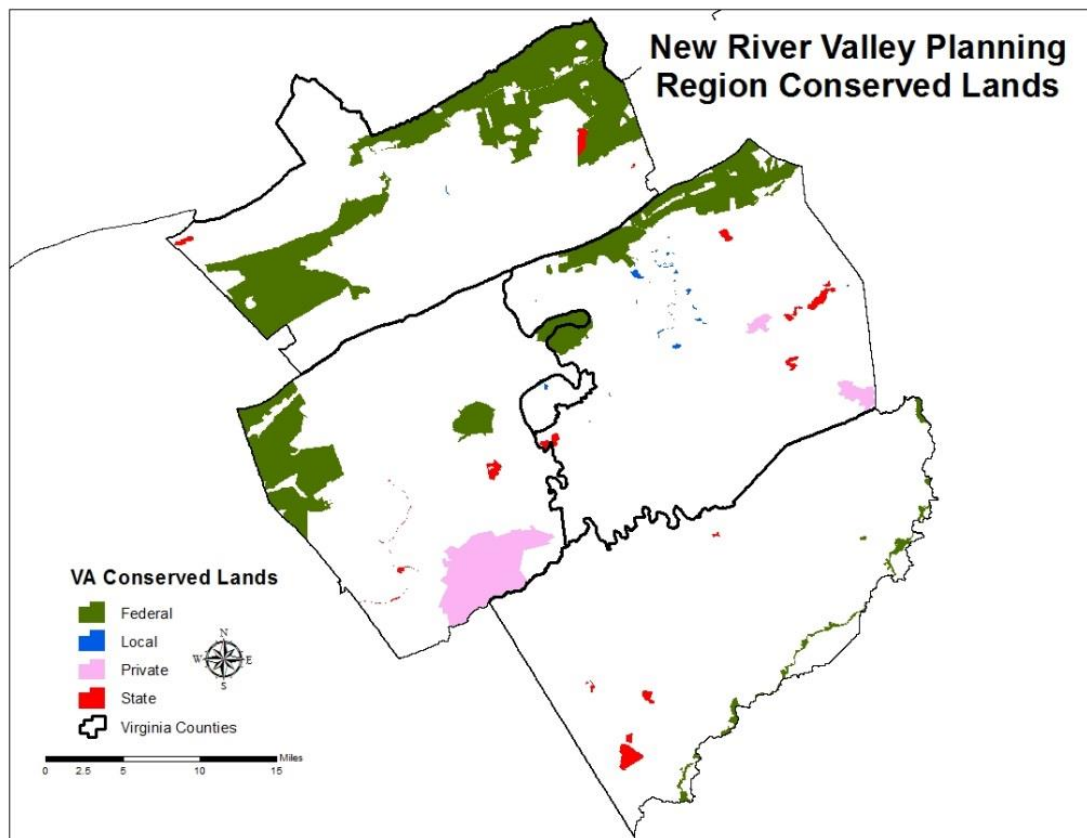 New River Valley Planning
Region Conserved Lands
VA Conserved Lands
Federal
Local
Private
State
Virginia Counties
N
W E
S
Miles
0 2.5 5 10 15